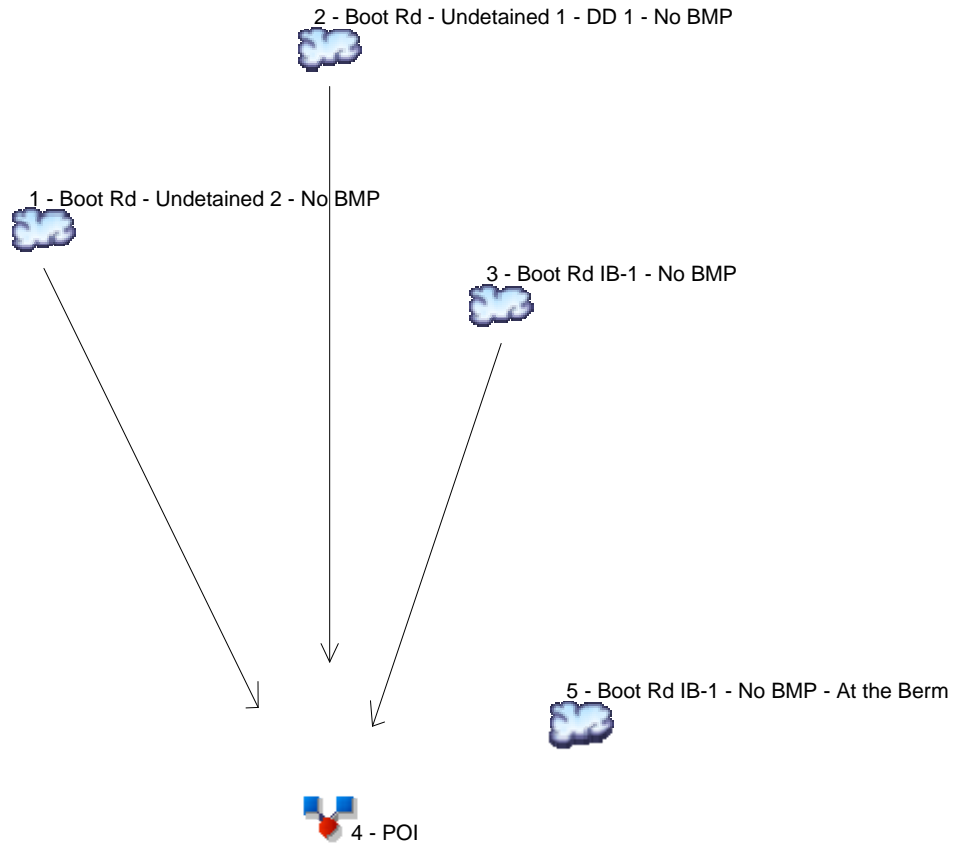 2 - Boot Rd - Undetained 1 - DD 1 - No BMP
1 - Boot Rd - Undetained 2 - No BMP
3 - Boot Rd IB-1 - No BMP
5 - Boot Rd IB-1 - No BMP - At the Berm
4 - POI